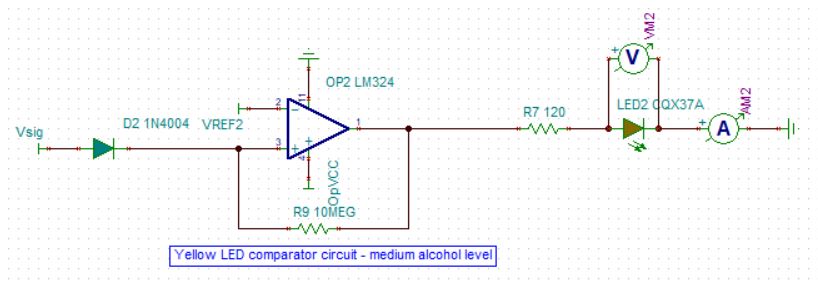 VM2
V
OP2 LM324
11
D2 1N4004
VREF2
2
1
R7 120
LED2 CQX37A
AM2
Vsig
3
4
A
OpVCC
R9 10MEG
Yellow LED comparator circuit - medium alcohol level